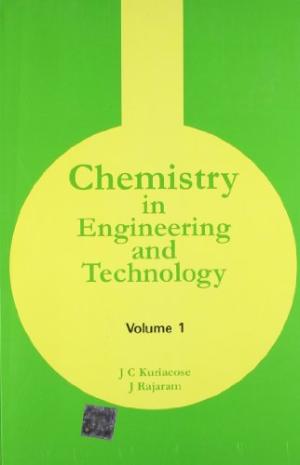 Chemistry
in
Engineering
and
Technology
Volume 1
J C Kuriacose
J Rajaram